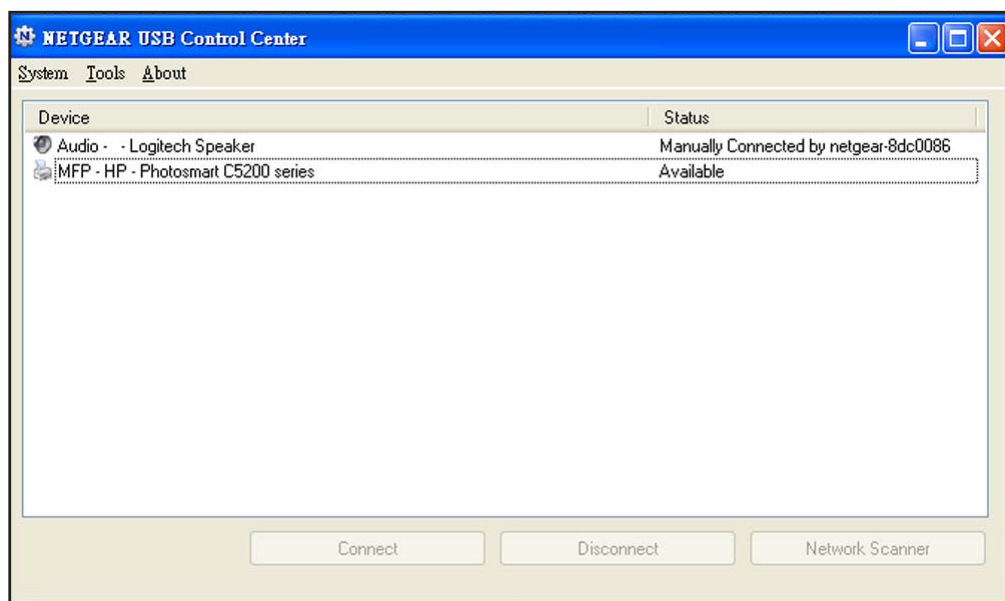 NETGEAR USB Control Center
System Tools About
Device Status
Audio - - Logitech Speaker Manually Connected by netgear-8dc0086
MFP - HP - Photosmart C5200 series Available
Connect Disconnect Network Scanner